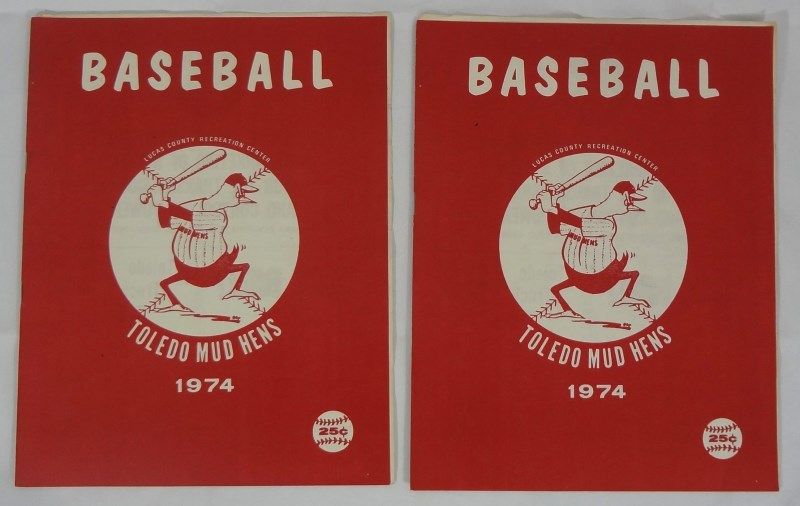 BASEBALL
LUCAS COUNTY RECREATION CENTER
MUD HENS
TOLEDO MUD HENS
1974
25¢
BASEBALL
LUCAS COUNTY RECREATION CENTER
MUD HENS
TOLEDO MUD HENS
1974
25¢